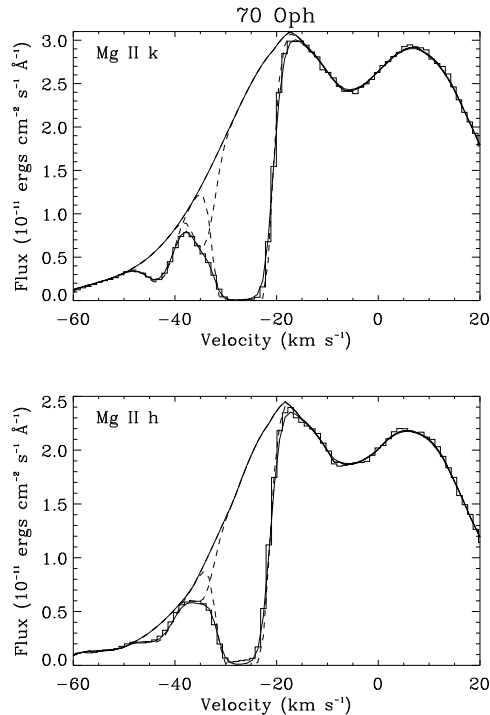 70 Oph
Mg II k
3.0
2.5
2.0
1.5
1.0
0.5
0.0
Flux (10⁻¹¹ ergs cm⁻² s⁻¹ Å⁻¹)
−60 −40 −20 0 20
Velocity (km s⁻¹)
Mg II h
2.5
2.0
1.5
1.0
0.5
0.0
Flux (10⁻¹¹ ergs cm⁻² s⁻¹ Å⁻¹)
−60 −40 −20 0 20
Velocity (km s⁻¹)